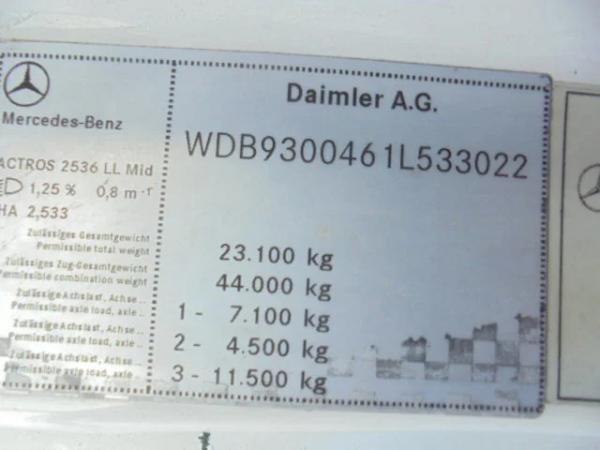 Mercedes-Benz
ACTROS 2536 LL Mid
1,25 % 0,8 m⁻¹
HA 2,533
Daimler A.G.
WDB9300461L533022
Zulässiges Gesamtgewicht
Permissible total weight
23.100 kg
Zulässiges Zug-Gesamtgewicht
Permissible combination weight
44.000 kg
Zulässige Achslast, Achse ..
Permissible axle load, axle ..
1 - 7.100 kg
Zulässige Achslast, Achse ..
Permissible axle load, axle ..
2 - 4.500 kg
Zulässige Achslast, Achse ..
Permissible axle load, axle ..
3 - 11.500 kg